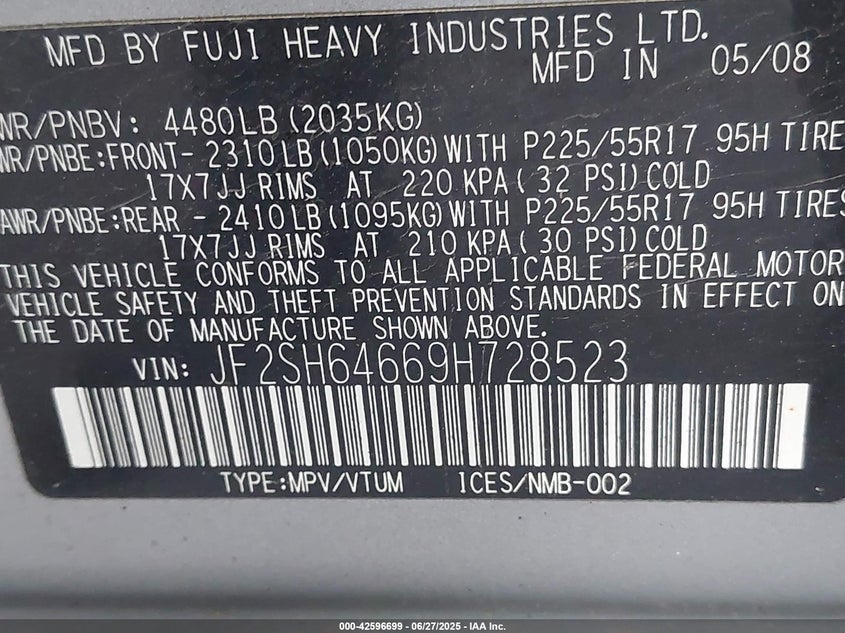 MFD BY FUJI HEAVY INDUSTRIES LTD.
MFD IN 05/08
WR/PNBV: 4480LB (2035KG)
WR/PNBE:FRONT- 2310LB (1050KG) WITH P225/55R17 95H TIRE
17X7JJ RIMS AT 220 KPA ( 32 PSI) COLD
AWR/PNBE:REAR - 2410LB (1095KG) WITH P225/55R17 95H TIRES
17X7JJ RIMS AT 210 KPA ( 30 PSI) COLD
THIS VEHICLE CONFORMS TO ALL APPLICABLE FEDERAL MOTOR
VEHICLE SAFETY AND THEFT PREVENTION STANDARDS IN EFFECT ON
THE DATE OF MANUFACTURE SHOWN ABOVE.
VIN: JF2SH64669H728523
TYPE:MPV/VTUM ICES/NMB-002
000-42596699 - 06/27/2025 - IAA Inc.